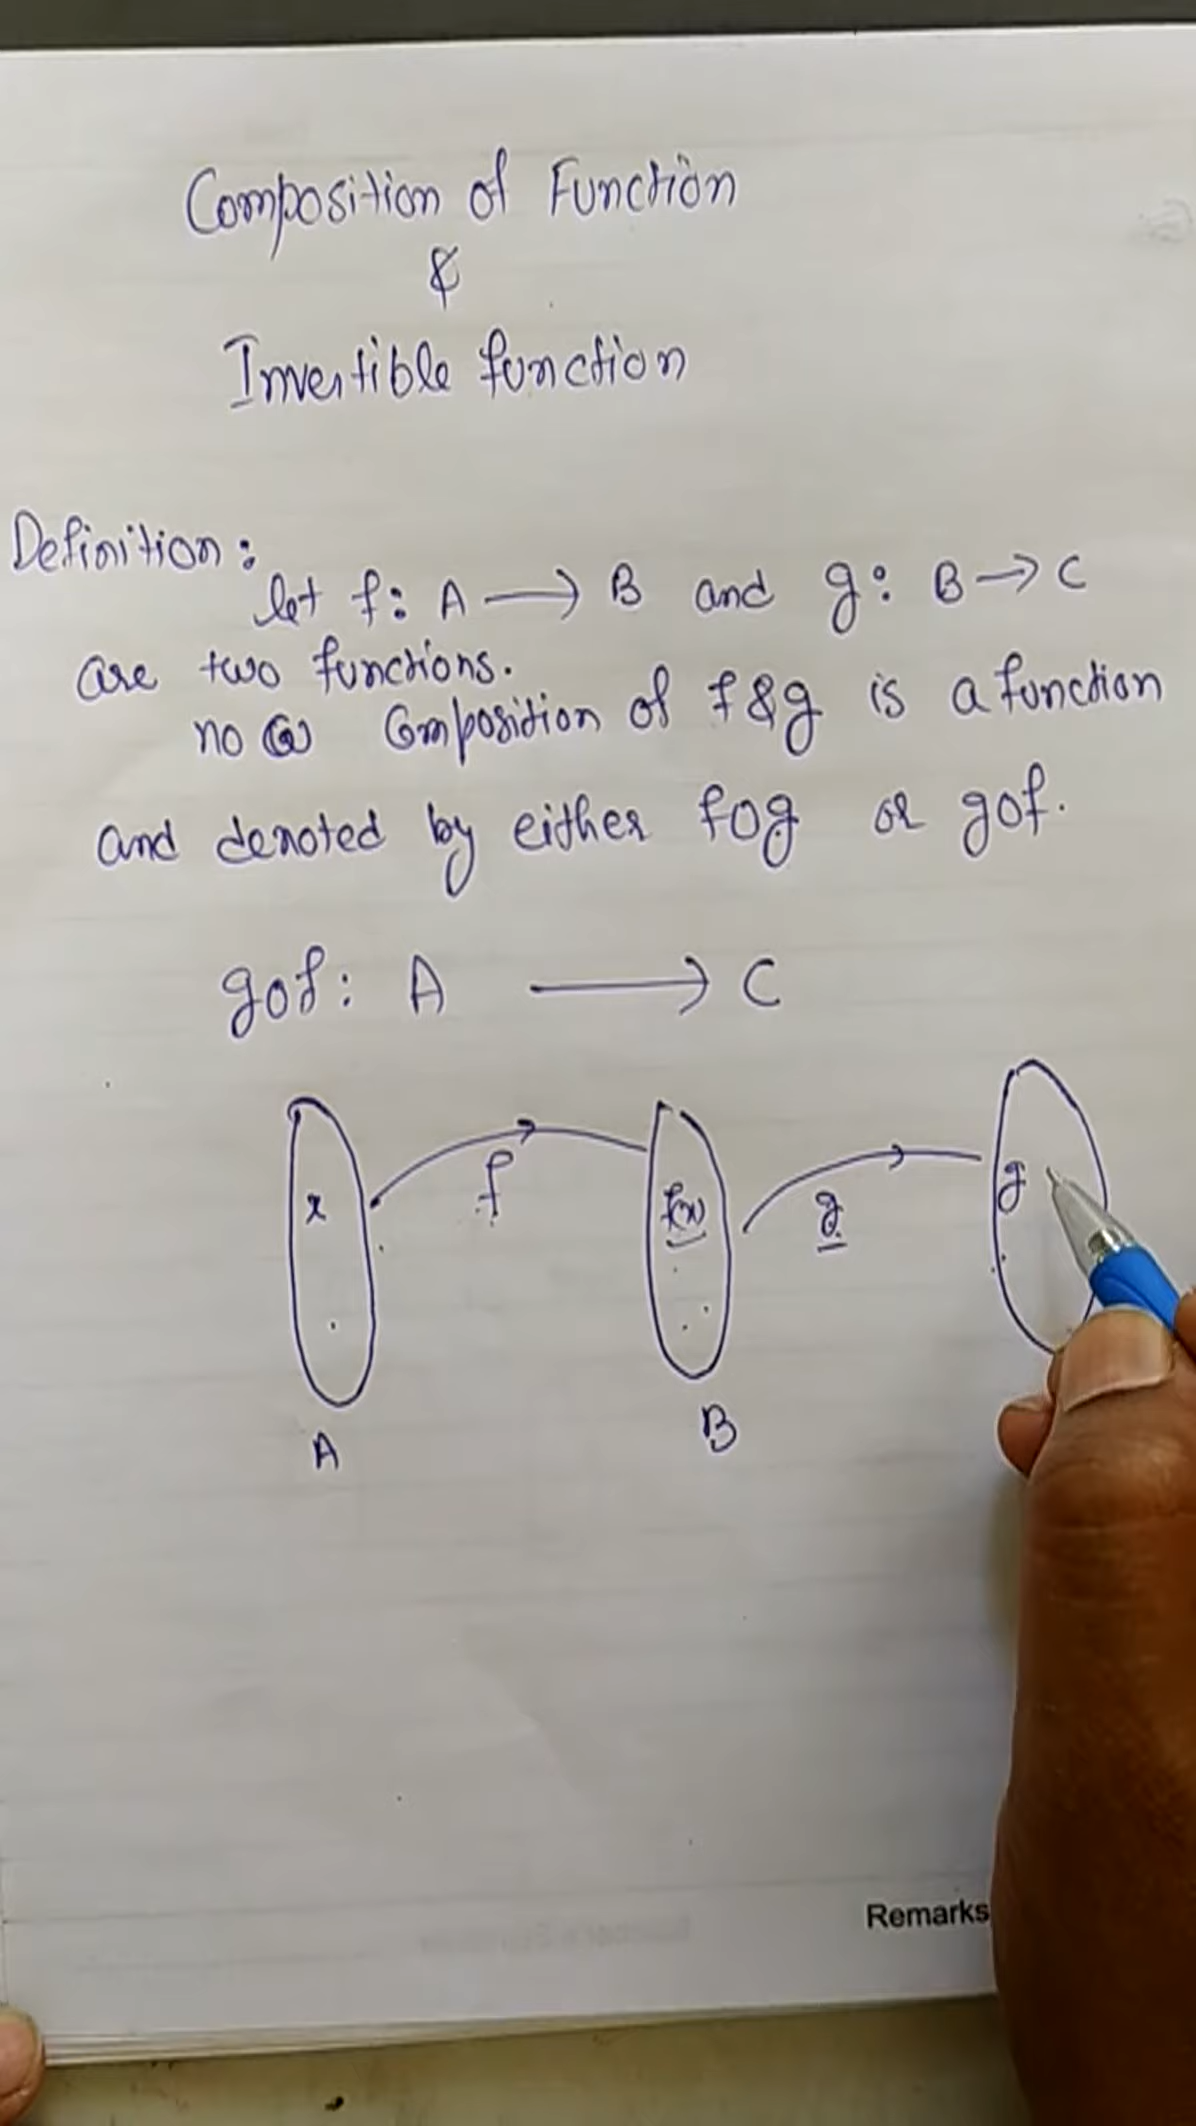 Composition of Function
&
Invertible function
Definition:
let f: A → B and g: B → C
are two functions.
now Composition of f & g is a function
and denoted by either fog or gof.
gof: A → C
f
g
x
f(x)
g
A
B
Remarks